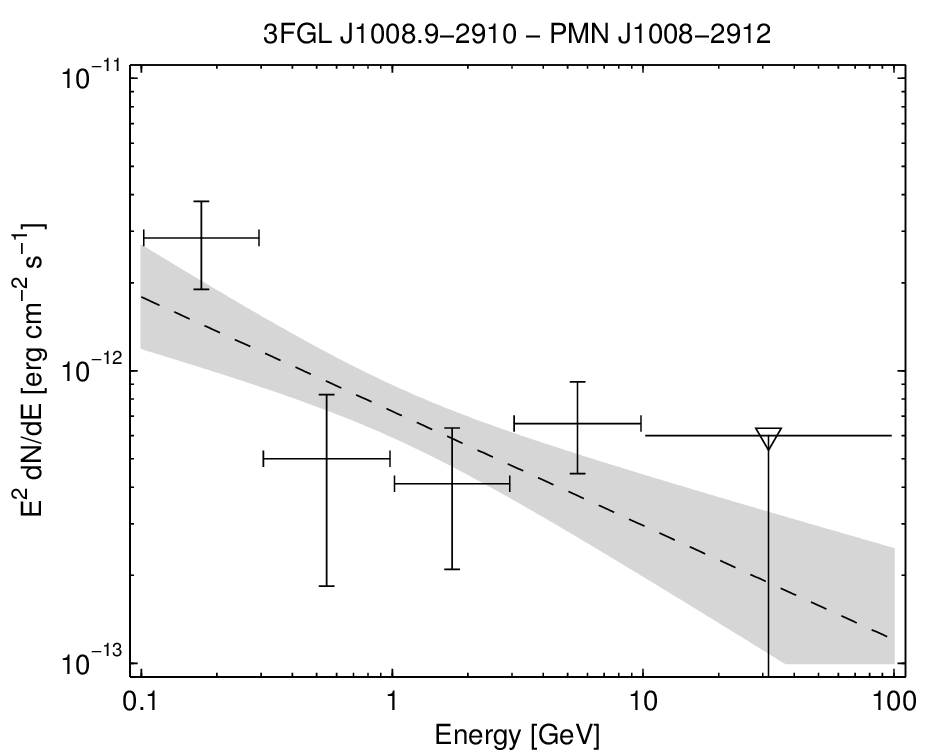 3FGL J1008.9−2910 − PMN J1008−2912
10⁻¹¹
10⁻¹²
10⁻¹³
E² dN/dE [erg cm⁻² s⁻¹]
0.1 1 10 100
Energy [GeV]